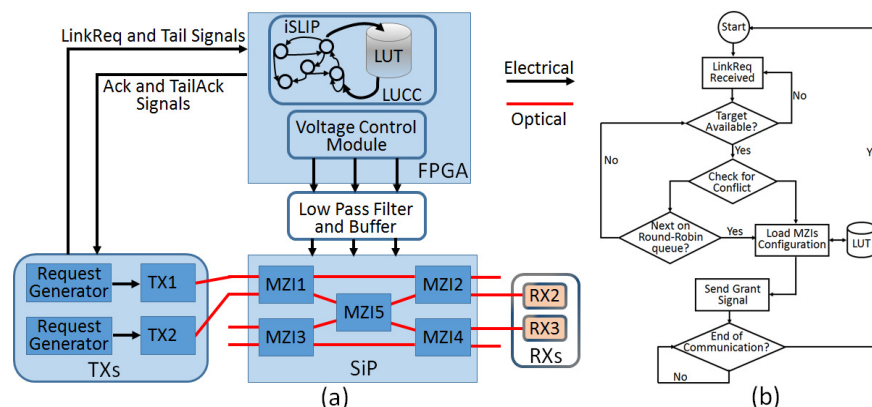 LinkReq and Tail Signals
Ack and TailAck
Signals
iSLIP
LUT
LUCC
Voltage Control
Module
FPGA
Electrical
Optical
Low Pass Filter
and Buffer
Request
Generator
TX1
Request
Generator
TX2
TXs
MZI1
MZI2
MZI5
MZI3
MZI4
SiP
RX2
RX3
RXs
(a)
Start
LinkReq
Received
No
Target
Available?
Yes
No
Check for
Conflict
Next on
Round-Robin
queue?
Yes
Load MZIs
Configuration
LUT
Send Grant
Signal
End of
Communication?
No
Y
(b)